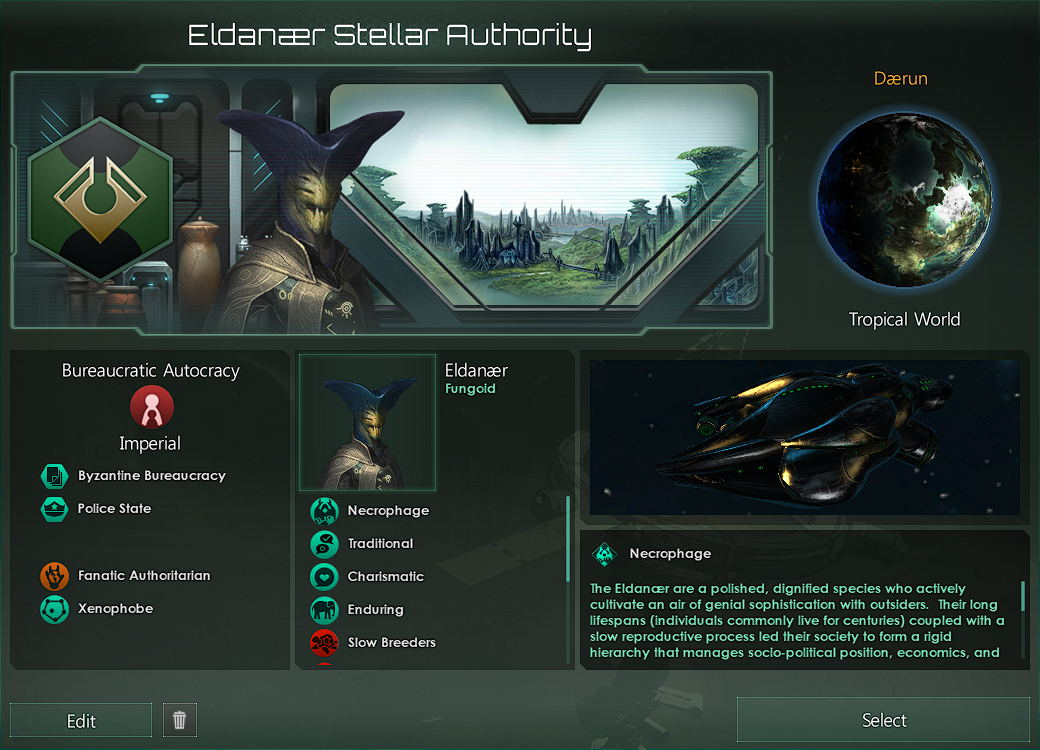 Eldanær Stellar Authority
Dærun
Tropical World
Bureaucratic Autocracy
Imperial
Byzantine Bureaucracy
Police State
Fanatic Authoritarian
Xenophobe
Eldanær
Fungoid
Necrophage
Traditional
Charismatic
Enduring
Slow Breeders
Necrophage
The Eldanær are a polished, dignified species who actively
cultivate an air of genial sophistication with outsiders. Their long
lifespans (individuals commonly live for centuries) coupled with a
slow reproductive process led their society to form a rigid
hierarchy that manages socio-political position, economics, and
Edit
Select